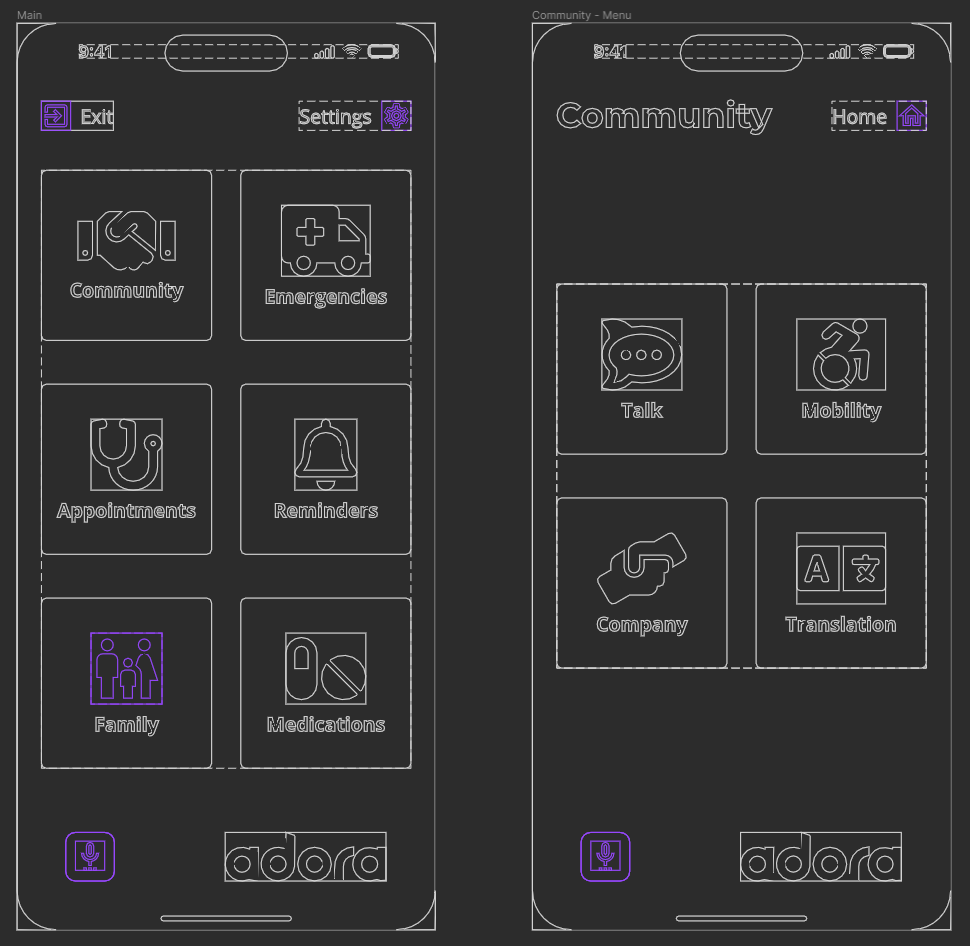 Main
9:41
Exit
Settings
Community
Emergencies
Appointments
Reminders
Family
Medications
adora
Community - Menu
9:41
Community
Home
Talk
Mobility
Company
A 文
Translation
adora